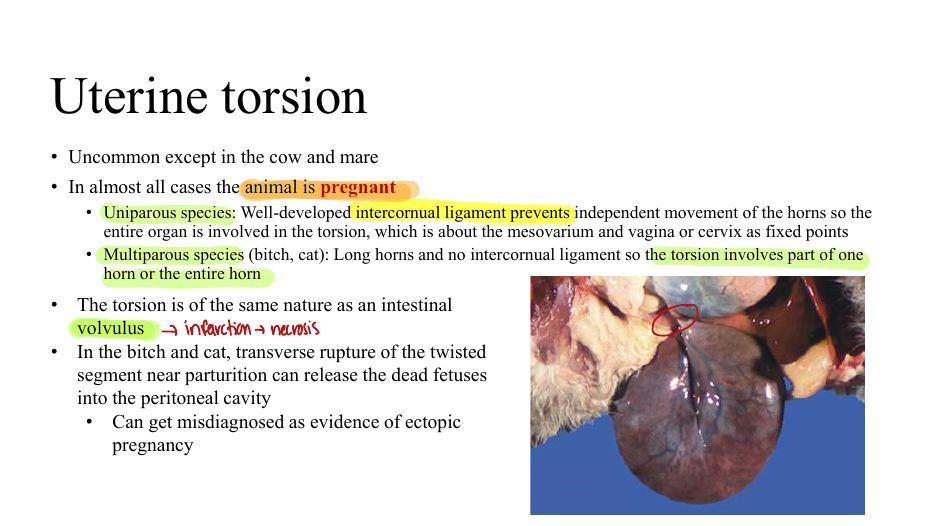 Uterine torsion
• Uncommon except in the cow and mare
• In almost all cases the animal is pregnant
• Uniparous species: Well-developed intercornual ligament prevents independent movement of the horns so the
entire organ is involved in the torsion, which is about the mesovarium and vagina or cervix as fixed points
• Multiparous species (bitch, cat): Long horns and no intercornual ligament so the torsion involves part of one
horn or the entire horn
• The torsion is of the same nature as an intestinal
volvulus → infarction → necrosis
• In the bitch and cat, transverse rupture of the twisted
segment near parturition can release the dead fetuses
into the peritoneal cavity
• Can get misdiagnosed as evidence of ectopic
pregnancy